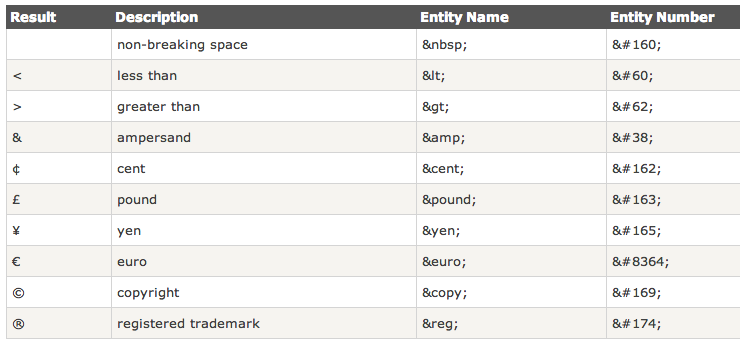 Result Description Entity Name Entity Number
non-breaking space &nbsp; &#160;
< less than &lt; &#60;
> greater than &gt; &#62;
& ampersand &amp; &#38;
¢ cent &cent; &#162;
£ pound &pound; &#163;
¥ yen &yen; &#165;
€ euro &euro; &#8364;
© copyright &copy; &#169;
® registered trademark &reg; &#174;